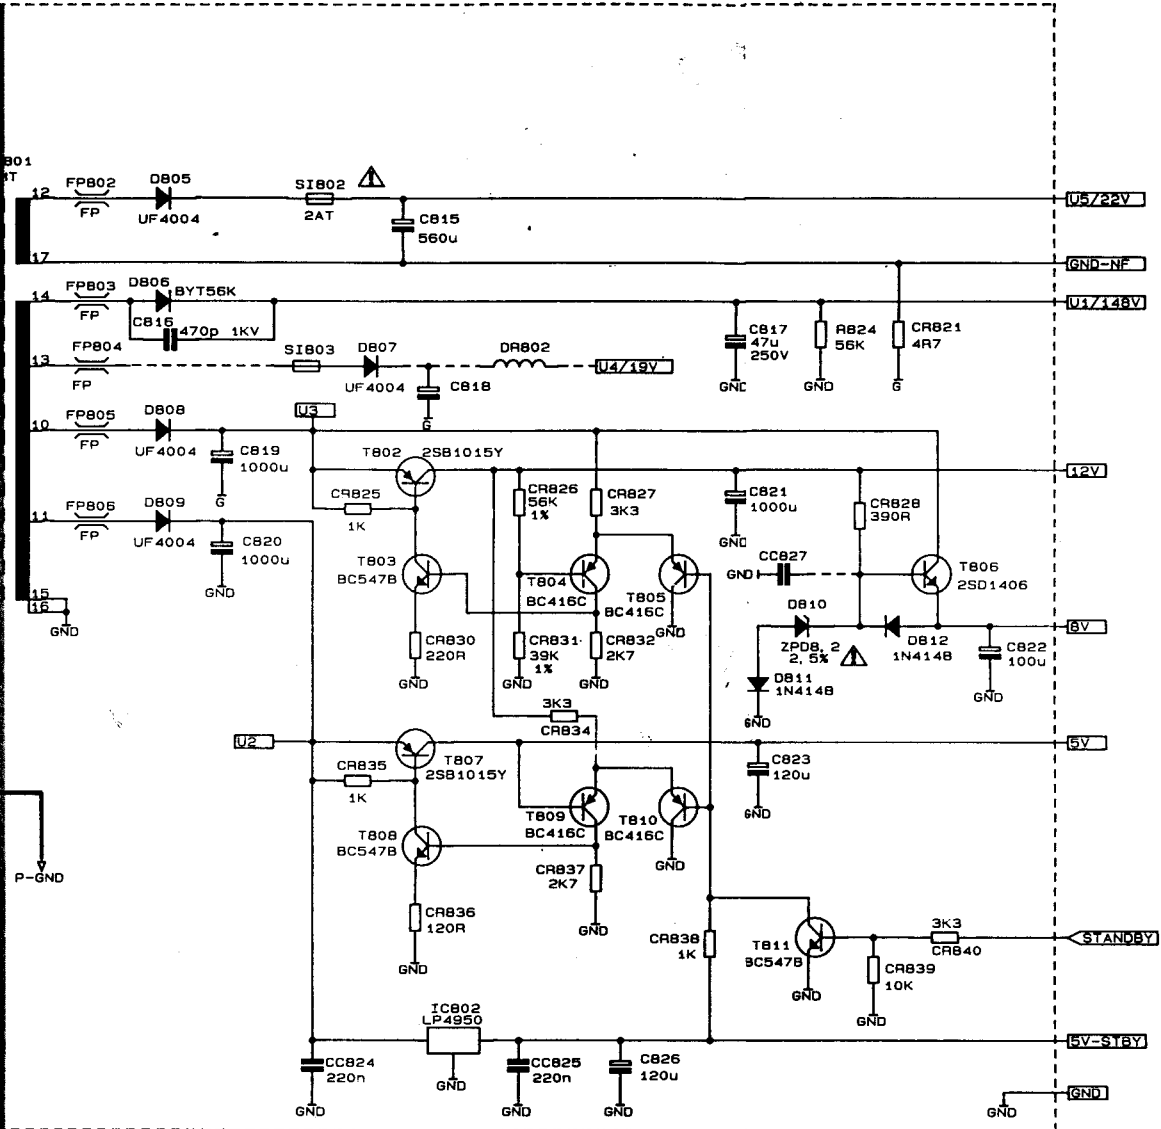 801
FP802
FP
D805
UF4004
SI802
2AT
12
17
C815
560u
U5/22V
GND-NF
14
FP803
FP
D806
BYT56K
C816
470p 1KV
U1/148V
C817
47u
250V
GND
R824
56K
GND
CR821
4R7
G
13
FP804
FP
SI803
D807
UF4004
DR802
U4/19V
C818
G
U3
10
FP805
FP
D808
UF4004
C819
1000u
G
T802
2SB1015Y
CR825
1K
CR826
56K
1%
CR827
3K3
C821
1000u
GND
CR828
390R
12V
11
FP806
FP
D809
UF4004
C820
1000u
GND
T803
BC547B
T804
BC416C
T805
BC416C
GND
CC827
GND
T806
2SD1406
15
16
GND
CR830
220R
GND
CR831
39K
1%
GND
CR832
2K7
GND
D810
ZPD8,2
2,5%
D812
1N4148
8V
C822
100u
GND
D811
1N4148
GND
3K3
CR834
U2
T807
2SB1015Y
CR835
1K
C823
120u
GND
5V
T808
BC547B
T809
BC416C
T810
BC416C
GND
CR837
2K7
GND
P-GND
CR836
120R
GND
CR838
1K
T811
BC547B
GND
3K3
CR840
STANDBY
CR839
10K
GND
IC802
LP4950
GND
CC824
220n
GND
CC825
220n
GND
C826
120u
GND
5V-STBY
GND
GND